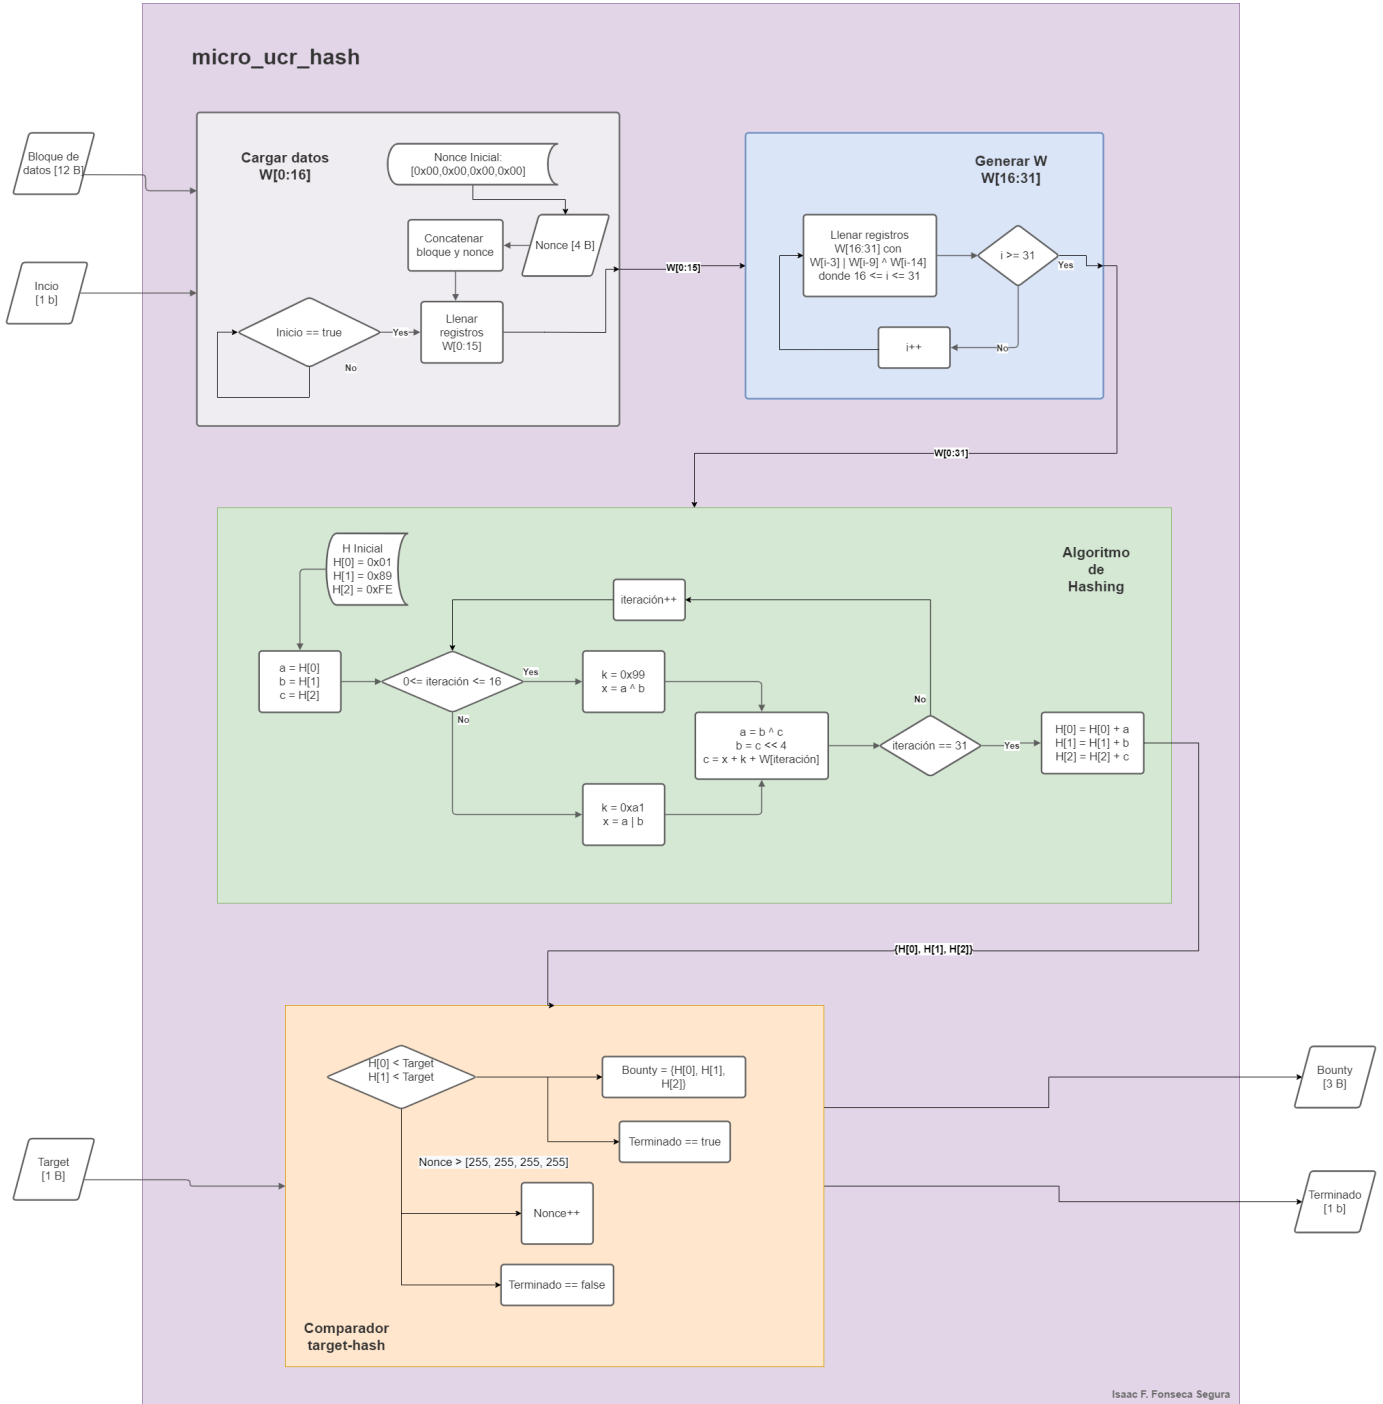 micro_ucr_hash
Bloque de
datos [12 B]
Incio
[1 b]
Cargar datos
W[0:16]
Nonce Inicial:
[0x00,0x00,0x00,0x00]
Concatenar
bloque y nonce
Nonce [4 B]
Inicio == true
Yes
No
Llenar
registros
W[0:15]
W[0:15]
Generar W
W[16:31]
Llenar registros
W[16:31] con
W[i-3] | W[i-9] ^ W[i-14]
donde 16 <= i <= 31
i >= 31
Yes
No
i++
W[0:31]
Algoritmo
de
Hashing
H Inicial
H[0] = 0x01
H[1] = 0x89
H[2] = 0xFE
iteración++
a = H[0]
b = H[1]
c = H[2]
0<= iteración <= 16
Yes
No
k = 0x99
x = a ^ b
a = b ^ c
b = c << 4
c = x + k + W[iteración]
k = 0xa1
x = a | b
No
iteración == 31
Yes
H[0] = H[0] + a
H[1] = H[1] + b
H[2] = H[2] + c
{H[0], H[1], H[2]}
H[0] < Target
H[1] < Target
Bounty = {H[0], H[1],
H[2]}
Terminado == true
Nonce > [255, 255, 255, 255]
Nonce++
Terminado == false
Comparador
target-hash
Target
[1 B]
Bounty
[3 B]
Terminado
[1 b]
Isaac F. Fonseca Segura